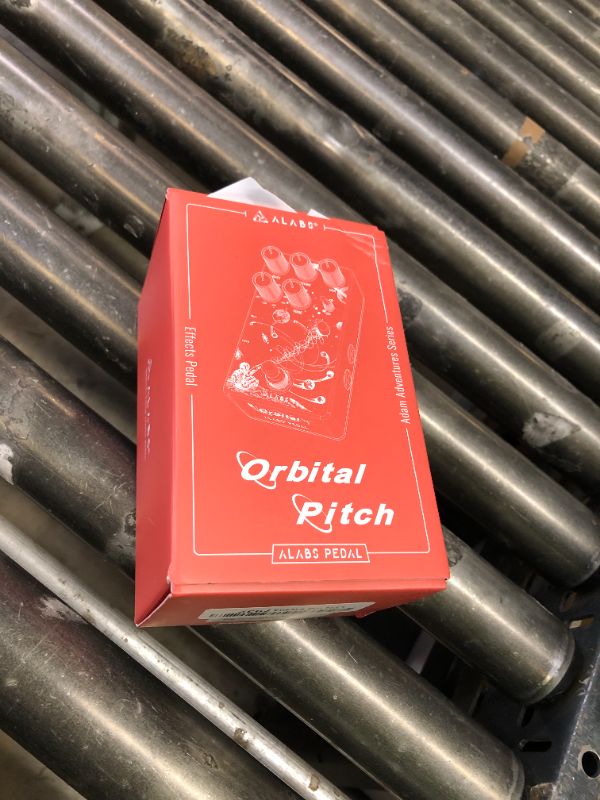 ALABS®
Effects Pedal
Adam Adventures Series
Orbital
Pitch
ALABS PEDAL